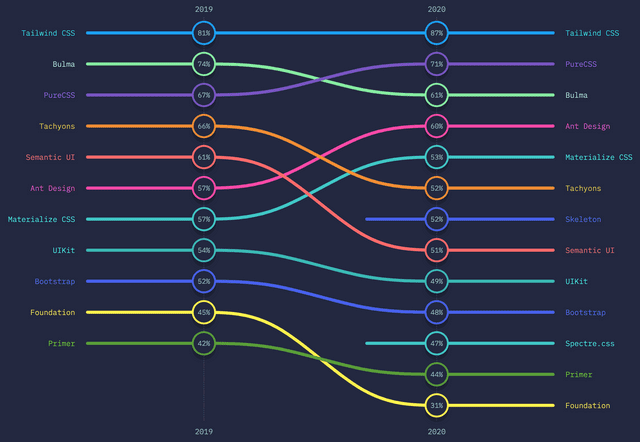 2019 2020
Tailwind CSS 81% 87% Tailwind CSS
Bulma 74% 71% PureCSS
PureCSS 67% 61% Bulma
Tachyons 66% 60% Ant Design
Semantic UI 61% 53% Materialize CSS
Ant Design 57% 52% Tachyons
Materialize CSS 57% 52% Skeleton
UIKit 54% 51% Semantic UI
Bootstrap 52% 49% UIKit
Foundation 45% 48% Bootstrap
Primer 42% 47% Spectre.css
44% Primer
31% Foundation
2019 2020